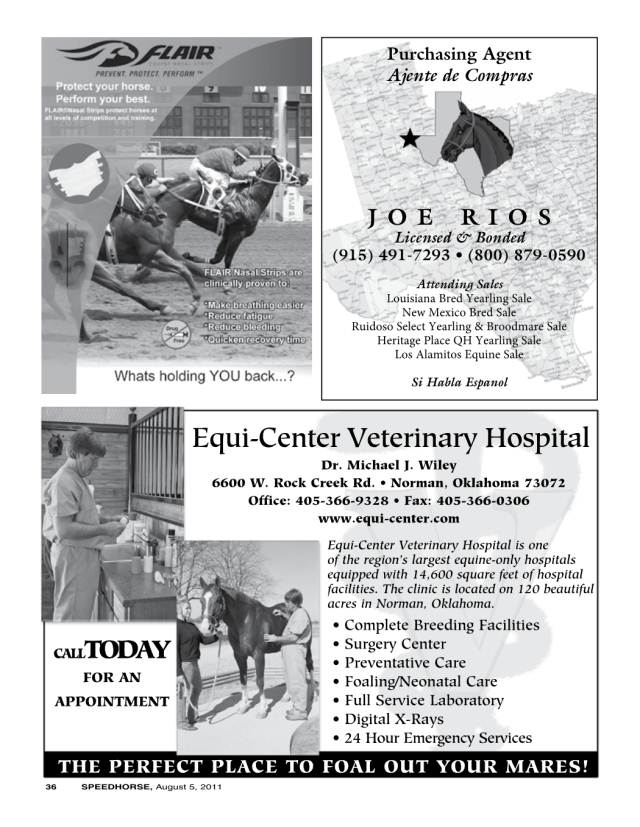 FLAIR
EQUINE NASAL STRIPS
PREVENT. PROTECT. PERFORM ™
Protect your horse.
Perform your best.
FLAIR®Nasal Strips protect horses at
all levels of competition and training.
FLAIR Nasal Strips are
clinically proven to:
*Make breathing easier
*Reduce fatigue
*Reduce bleeding
*Quicken recovery time
Drug
Free
Whats holding YOU back...?
Purchasing Agent
Ajente de Compras
JOE RIOS
Licensed & Bonded
(915) 491-7293 • (800) 879-0590
Attending Sales
Louisiana Bred Yearling Sale
New Mexico Bred Sale
Ruidoso Select Yearling & Broodmare Sale
Heritage Place QH Yearling Sale
Los Alamitos Equine Sale
Si Habla Espanol
Equi-Center Veterinary Hospital
Dr. Michael J. Wiley
6600 W. Rock Creek Rd. • Norman, Oklahoma 73072
Office: 405-366-9328 • Fax: 405-366-0306
www.equi-center.com
Equi-Center Veterinary Hospital is one
of the region's largest equine-only hospitals
equipped with 14,600 square feet of hospital
facilities. The clinic is located on 120 beautiful
acres in Norman, Oklahoma.
• Complete Breeding Facilities
• Surgery Center
• Preventative Care
• Foaling/Neonatal Care
• Full Service Laboratory
• Digital X-Rays
• 24 Hour Emergency Services
CALL TODAY
FOR AN
APPOINTMENT
THE PERFECT PLACE TO FOAL OUT YOUR MARES!
36 SPEEDHORSE, August 5, 2011